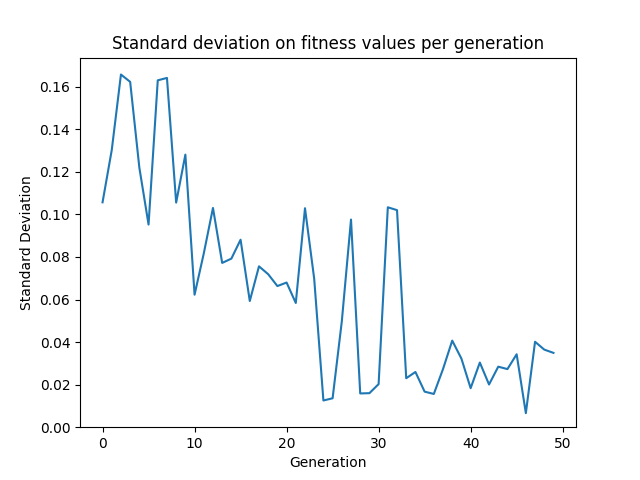 Standard deviation on fitness values per generation
0.16
0.14
0.12
0.10
0.08
0.06
0.04
0.02
0.00
Standard Deviation
0 10 20 30 40 50
Generation